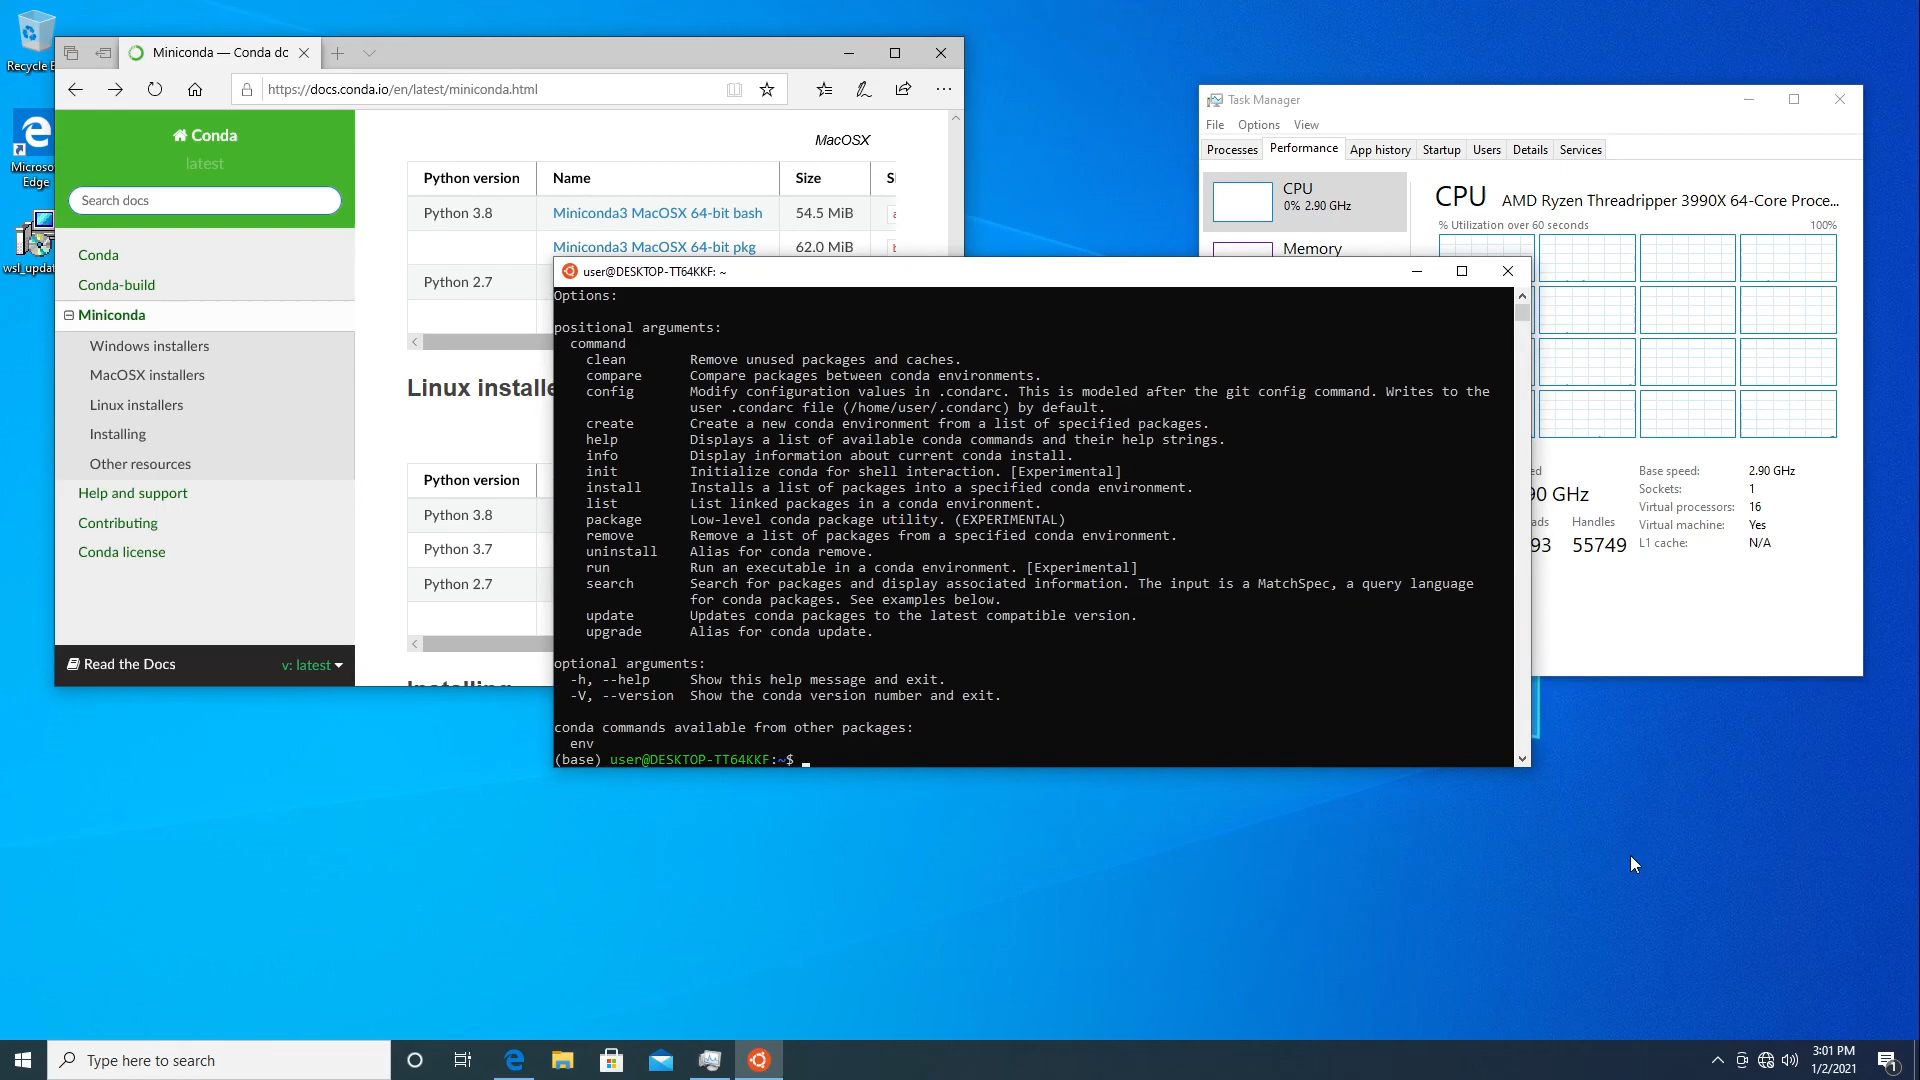 Recycle
Microso
Edge
wsl_updat
Miniconda — Conda dc
https://docs.conda.io/en/latest/miniconda.html
Conda
latest
Search docs
Conda
Conda-build
Miniconda
Windows installers
MacOSX installers
Linux installers
Installing
Other resources
Help and support
Contributing
Conda license
Read the Docs
v: latest
MacOSX
Python version Name Size
Python 3.8 Miniconda3 MacOSX 64-bit bash 54.5 MiB
Miniconda3 MacOSX 64-bit pkg 62.0 MiB
Python 2.7
Linux installe
Python version
Python 3.8
Python 3.7
Python 2.7
Task Manager
File Options View
Processes Performance App history Startup Users Details Services
CPU
0% 2.90 GHz
Memory
CPU AMD Ryzen Threadripper 3990X 64-Core Proce...
% Utilization over 60 seconds 100%
Base speed: 2.90 GHz
Sockets: 1
Virtual processors: 16
Virtual machine: Yes
L1 cache: N/A
90 GHz
ads Handles
93 55749
user@DESKTOP-TT64KKF: ~
Options:
positional arguments:
command
clean Remove unused packages and caches.
compare Compare packages between conda environments.
config Modify configuration values in .condarc. This is modeled after the git config command. Writes to the
user .condarc file (/home/user/.condarc) by default.
create Create a new conda environment from a list of specified packages.
help Displays a list of available conda commands and their help strings.
info Display information about current conda install.
init Initialize conda for shell interaction. [Experimental]
install Installs a list of packages into a specified conda environment.
list List linked packages in a conda environment.
package Low-level conda package utility. (EXPERIMENTAL)
remove Remove a list of packages from a specified conda environment.
uninstall Alias for conda remove.
run Run an executable in a conda environment. [Experimental]
search Search for packages and display associated information. The input is a MatchSpec, a query language
for conda packages. See examples below.
update Updates conda packages to the latest compatible version.
upgrade Alias for conda update.
optional arguments:
-h, --help Show this help message and exit.
-V, --version Show the conda version number and exit.
conda commands available from other packages:
env
(base) user@DESKTOP-TT64KKF:~$
Type here to search
3:01 PM
1/2/2021
1